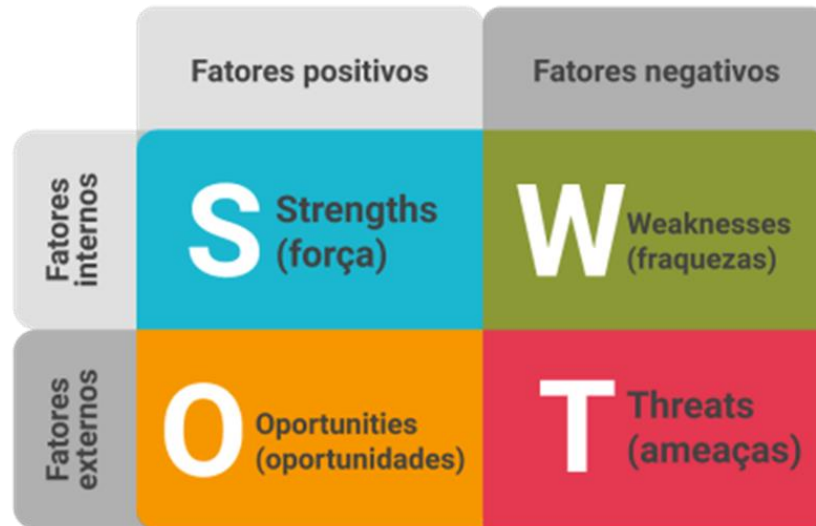 Fatores positivos
Fatores negativos
Fatores
internos
S
Strengths
(força)
W
Weaknesses
(fraquezas)
Fatores
externos
O
Oportunities
(oportunidades)
T
Threats
(ameaças)